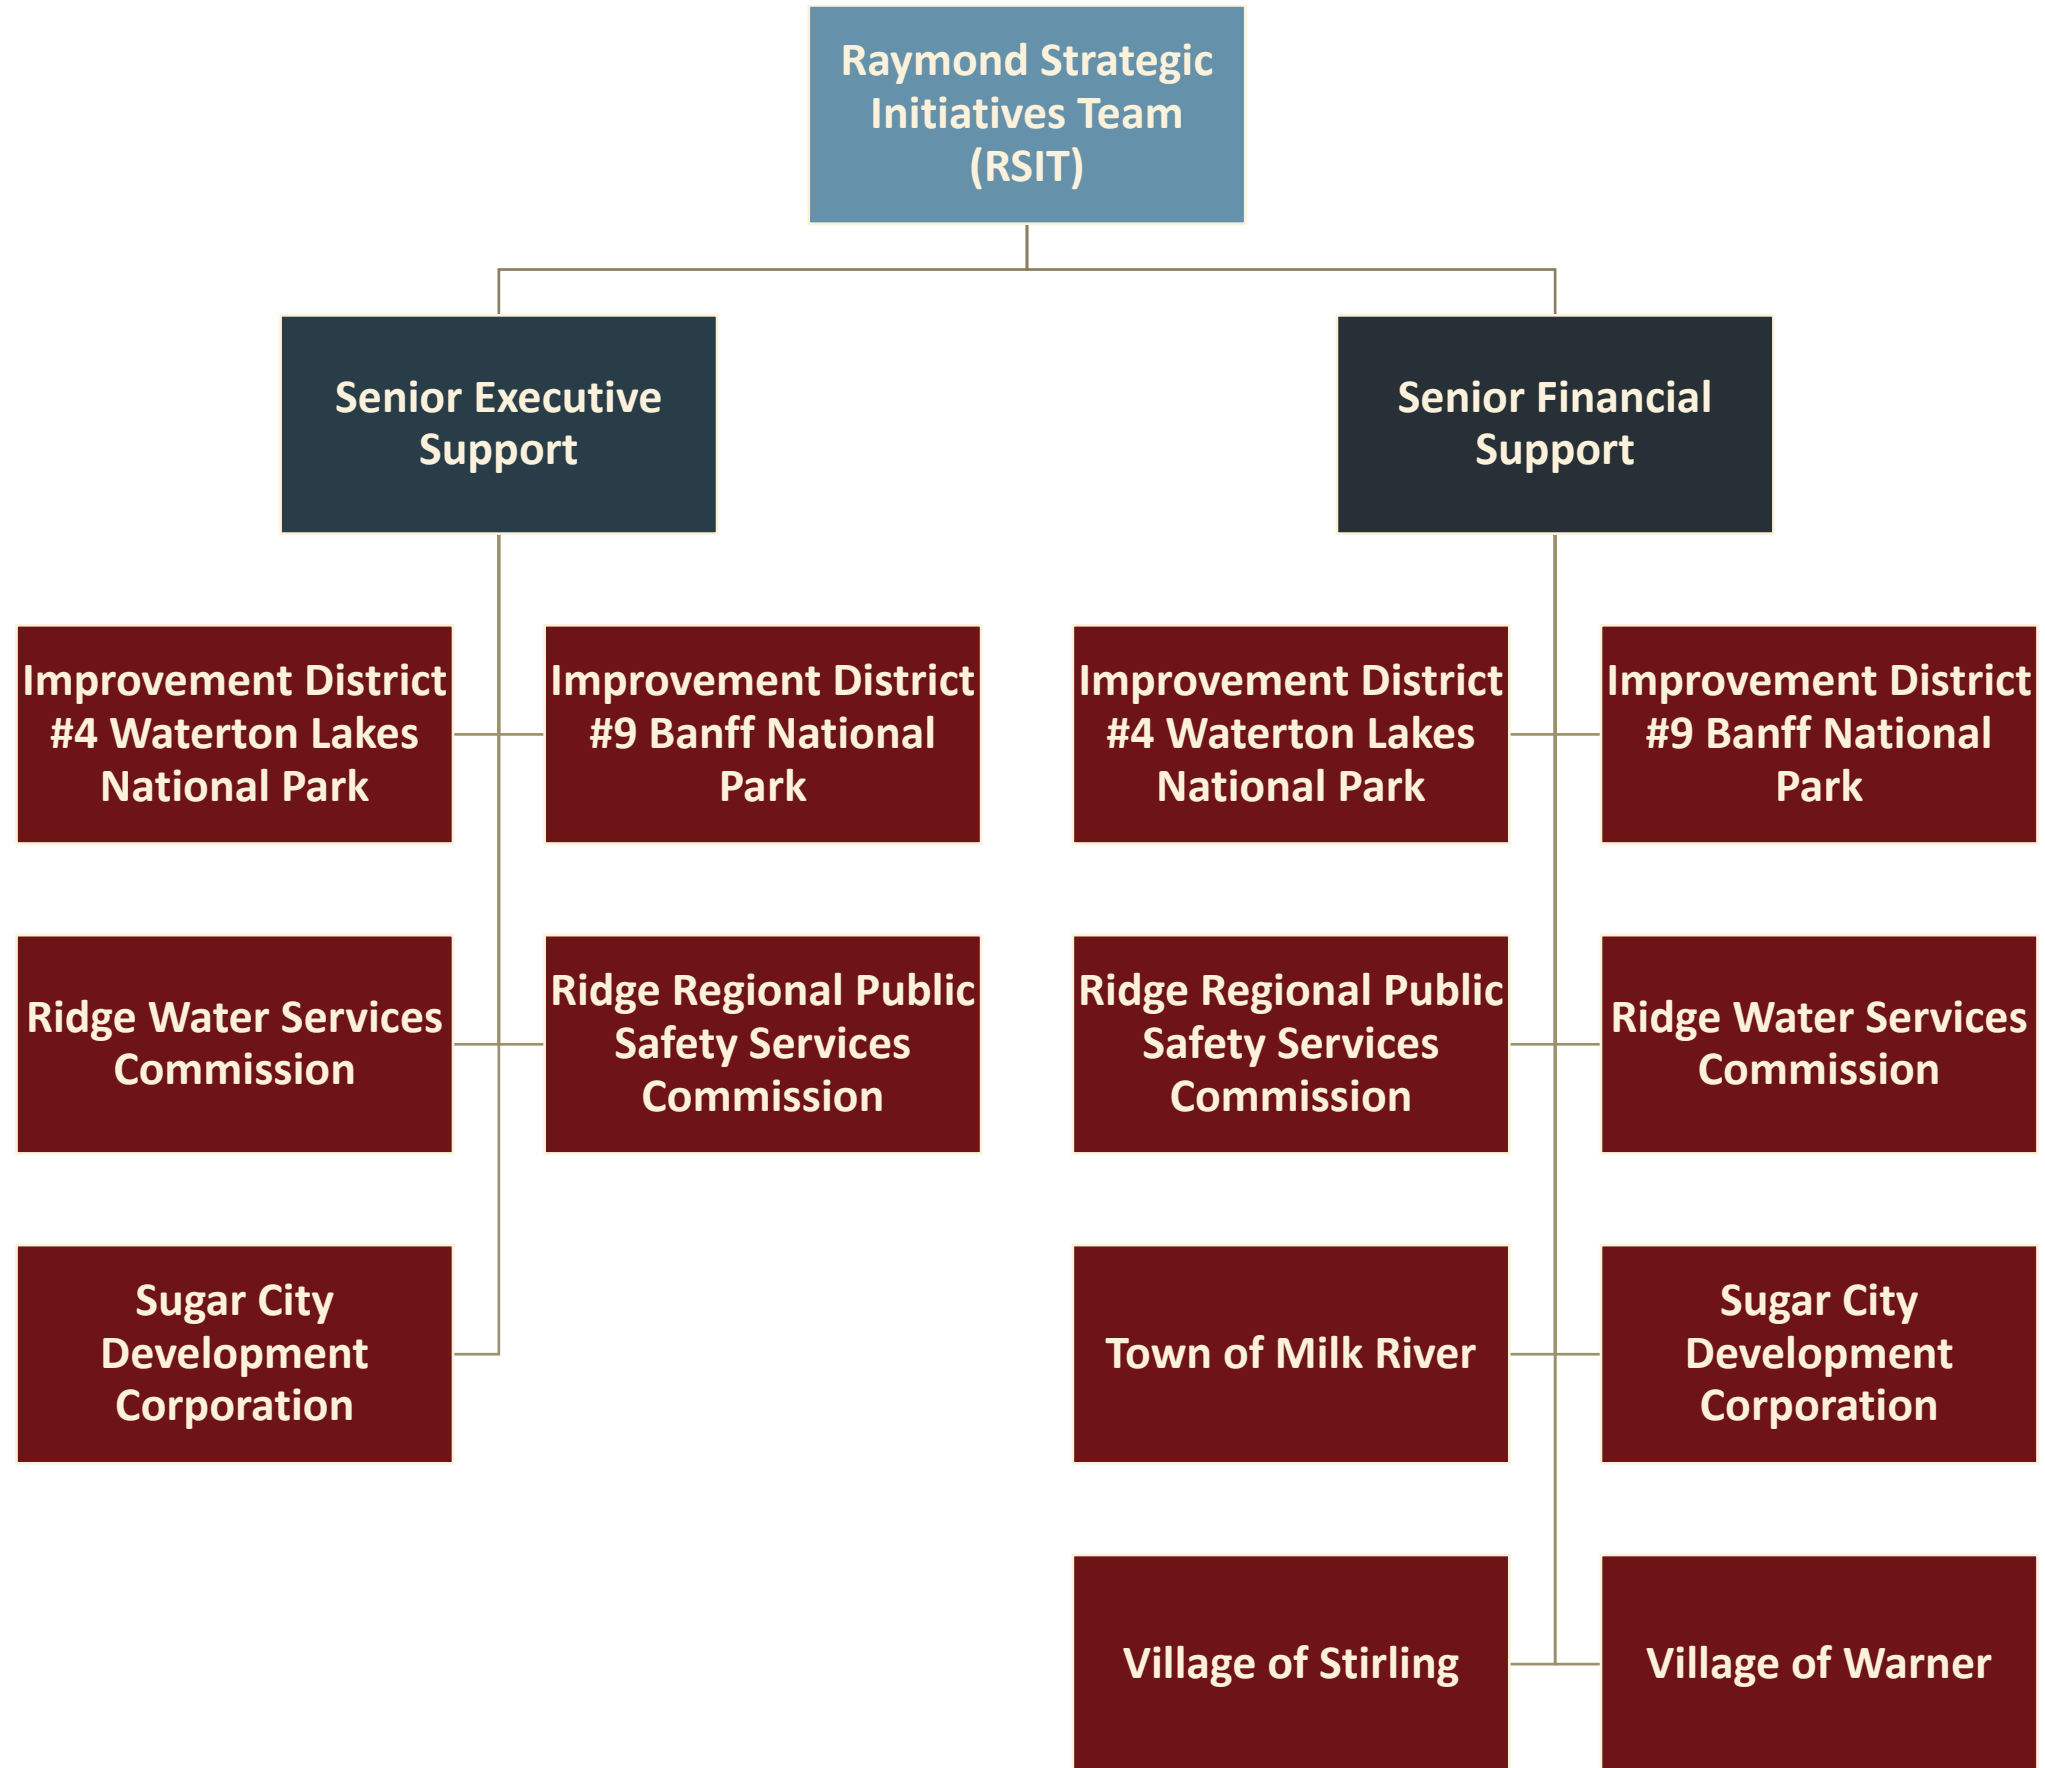 Raymond Strategic
Initiatives Team
(RSIT)
Senior Executive
Support
Senior Financial
Support
Improvement District
#4 Waterton Lakes
National Park
Improvement District
#9 Banff National
Park
Improvement District
#4 Waterton Lakes
National Park
Improvement District
#9 Banff National
Park
Ridge Water Services
Commission
Ridge Regional Public
Safety Services
Commission
Ridge Regional Public
Safety Services
Commission
Ridge Water Services
Commission
Sugar City
Development
Corporation
Town of Milk River
Sugar City
Development
Corporation
Village of Stirling
Village of Warner